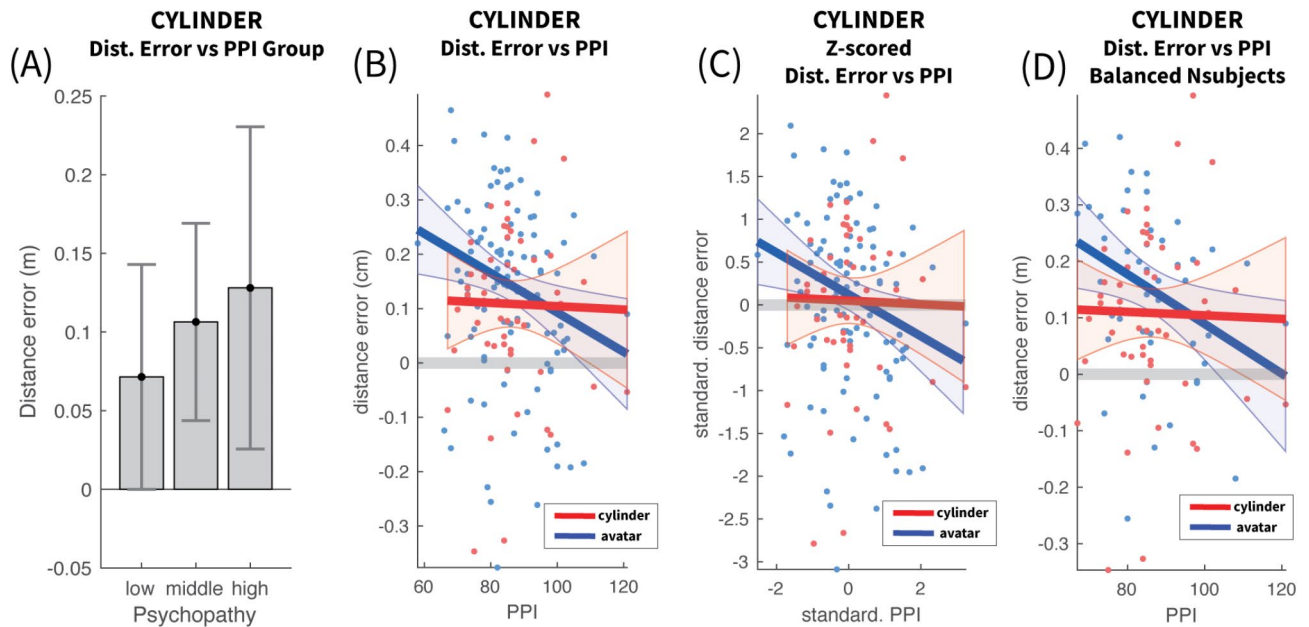 CYLINDER
Dist. Error vs PPI Group
(A)
0.25
0.2
0.15
0.1
0.05
0
-0.05
Distance error (m)
low middle high
Psychopathy
CYLINDER
Dist. Error vs PPI
(B)
0.4
0.3
0.2
0.1
0
-0.1
-0.2
-0.3
distance error (cm)
cylinder
avatar
60 80 100 120
PPI
CYLINDER
Z-scored
Dist. Error vs PPI
(C)
2
1.5
1
0.5
0
-0.5
-1
-1.5
-2
-2.5
-3
standard. distance error
cylinder
avatar
-2 0 2
standard. PPI
CYLINDER
Dist. Error vs PPI
Balanced Nsubjects
(D)
0.4
0.3
0.2
0.1
0
-0.1
-0.2
-0.3
distance error (m)
cylinder
avatar
80 100 120
PPI